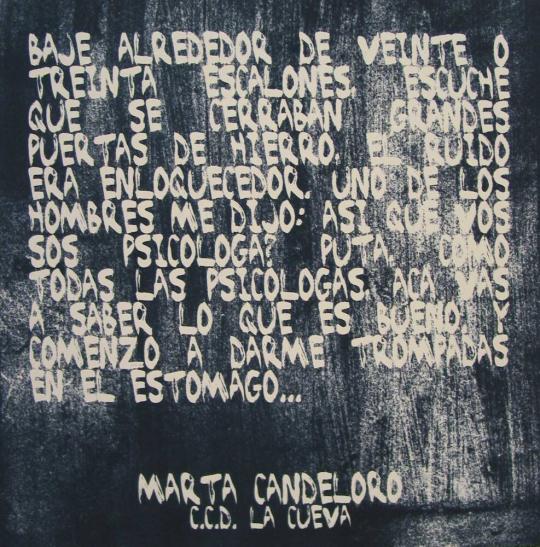 BAJE ALREDEDOR DE VEINTE O
TREINTA ESCALONES. ESCUCHE
QUE SE CERRABAN GRANDES
PUERTAS DE HIERRO. EL RUIDO
ERA ENLOQUECEDOR. UNO DE LOS
HOMBRES ME DIJO: ASI QUE VOS
SOS PSICOLOGA? PUTA, COMO
TODAS LAS PSICOLOGAS. ACA VAS
A SABER LO QUE ES BUENO. Y
COMENZO A DARME TROMPADAS
EN EL ESTOMAGO...
MARTA CANDELORO
C.C.D. LA CUEVA